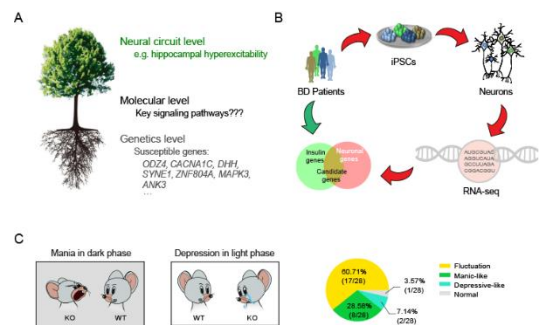 A
Neural circuit level
e.g. hippocampal hyperexcitability
Molecular level
Key signaling pathways???
Genetics level
Susceptible genes:
ODZ4, CACNA1C, DHH,
SYNE1, ZNF804A, MAPK3,
ANK3
...
B
BD Patients
iPSCs
Neurons
Insulin
genes
Neuronal genes
Candidate
genes
RNA-seq
C
Mania in dark phase
KO
WT
Depression in light phase
WT
KO
60.71%
(17/28)
28.58%
(8/28)
3.57%
(1/28)
7.14%
(2/28)
Fluctuation
Manic-like
Depressive-like
Normal